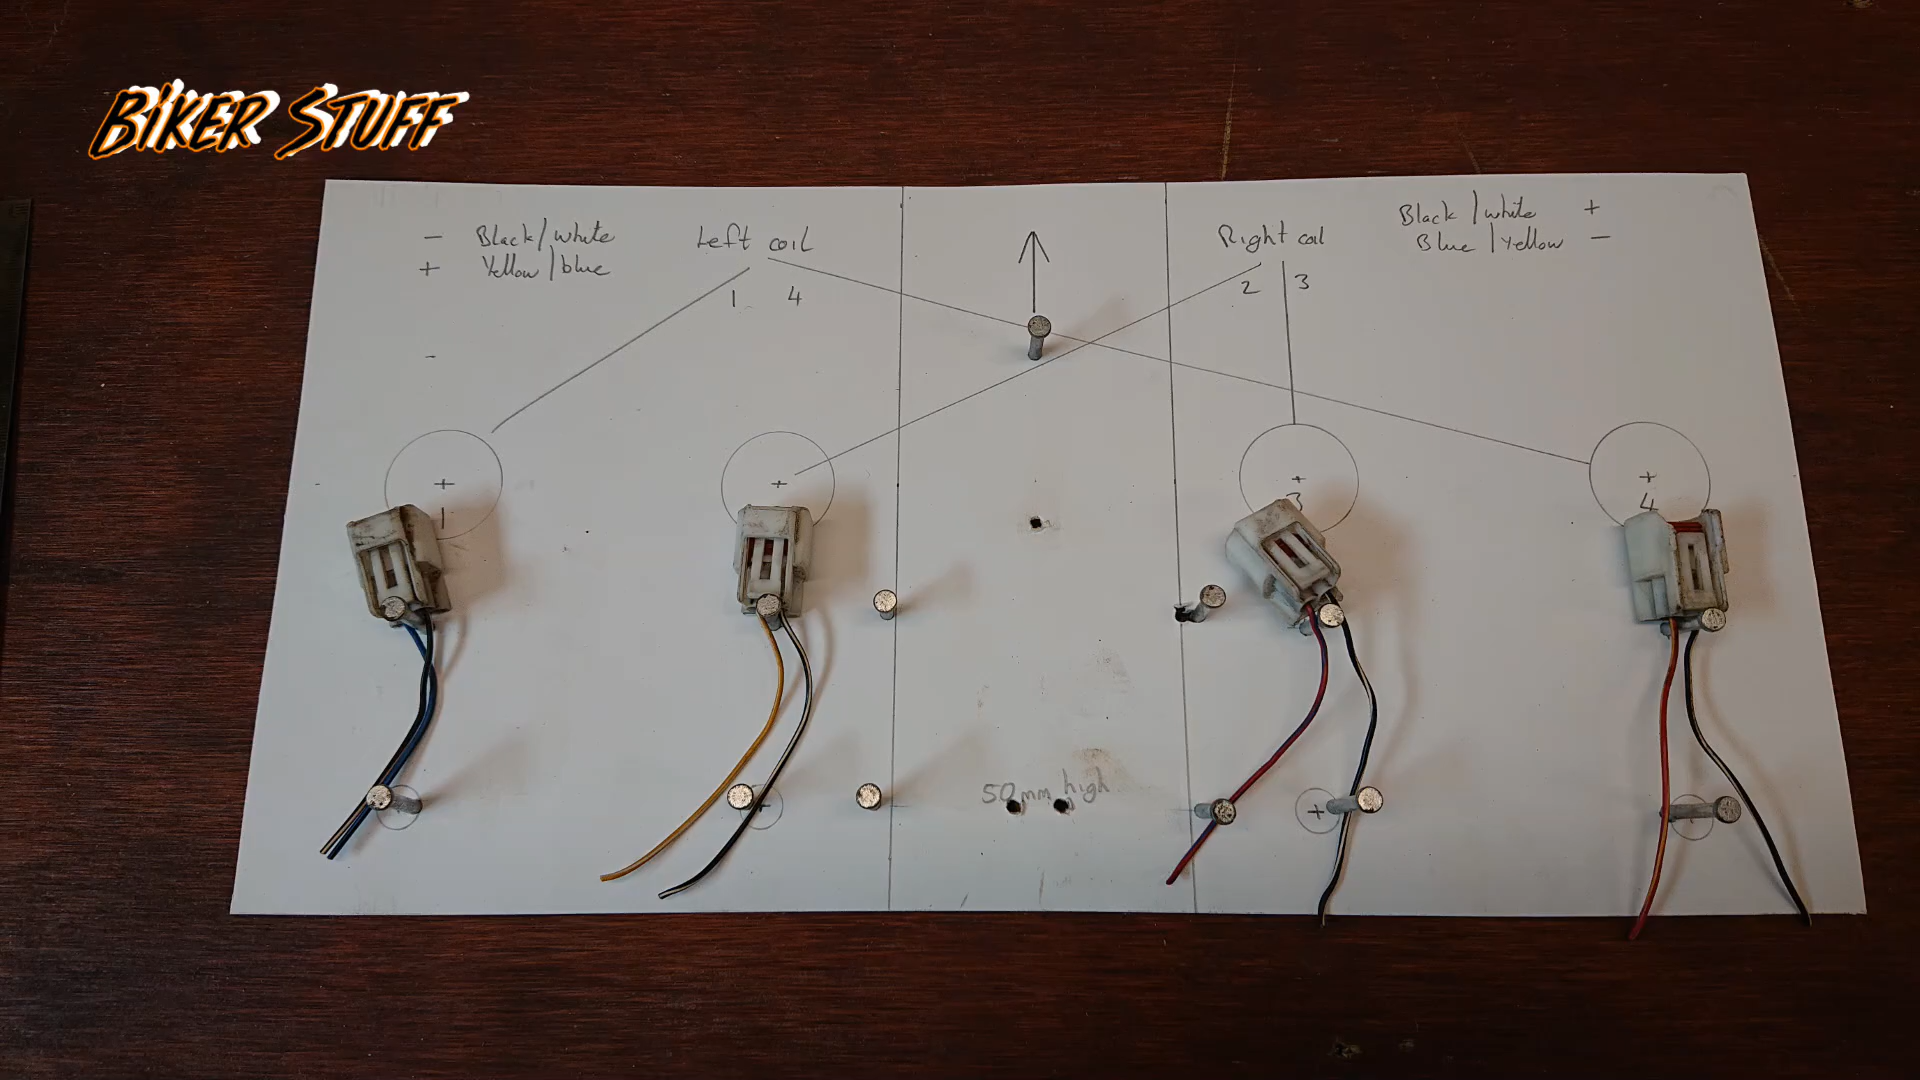 BIKER STUFF
- Black/white
+ Yellow/blue
Left coil
1 4
Right coil
2 3
Black/white +
Blue/Yellow -
-
+ + + +
1 3 4
50mm high
+